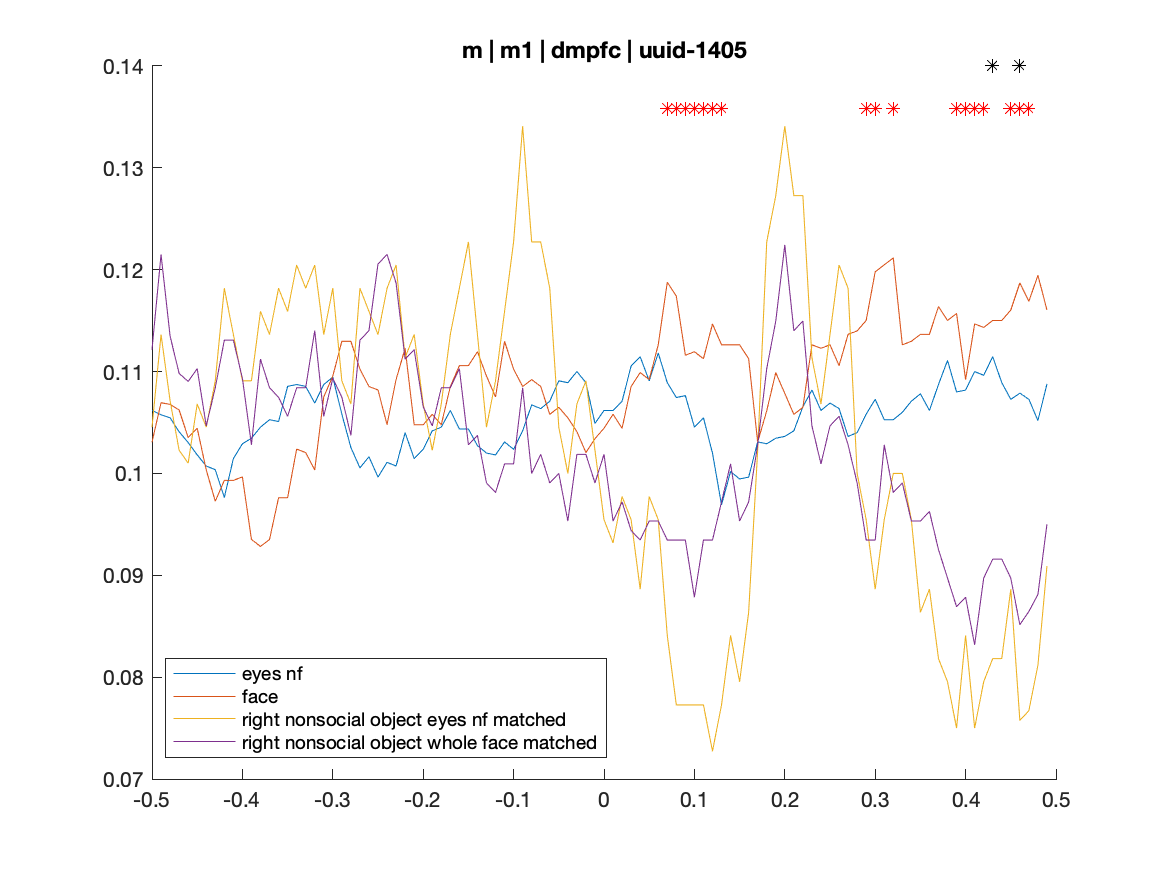 m | m1 | dmpfc | uuid-1405
0.14
0.13
0.12
0.11
0.1
0.09
0.08
0.07
eyes nf
face
right nonsocial object eyes nf matched
right nonsocial object whole face matched
-0.5 -0.4 -0.3 -0.2 -0.1 0 0.1 0.2 0.3 0.4 0.5